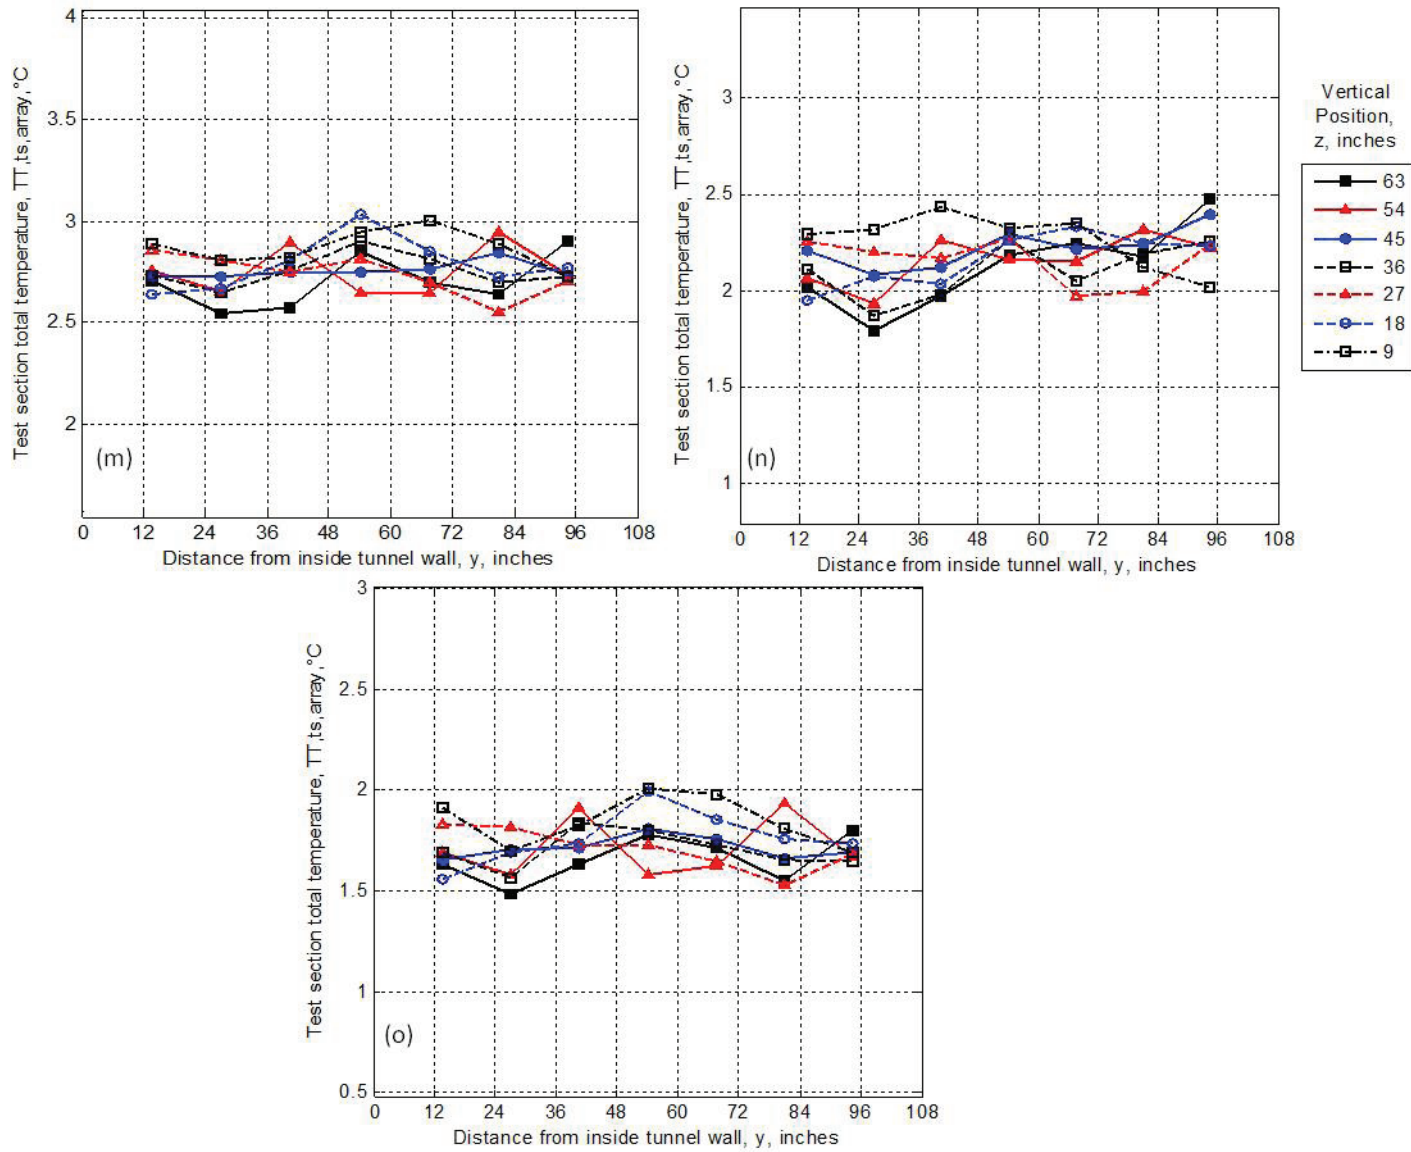 Test section total temperature, TT,ts,array,°C
4
3.5
3
2.5
2
(m)
0 12 24 36 48 60 72 84 96 108
Distance from inside tunnel wall, y, inches
Test section total temperature, TT,ts,array,°C
3
2.5
2
1.5
1
(n)
0 12 24 36 48 60 72 84 96 108
Distance from inside tunnel wall, y, inches
Vertical
Position,
z, inches
63
54
45
36
27
18
9
Test section total temperature, TT,ts,array,°C
3
2.5
2
1.5
1
0.5
(o)
0 12 24 36 48 60 72 84 96 108
Distance from inside tunnel wall, y, inches